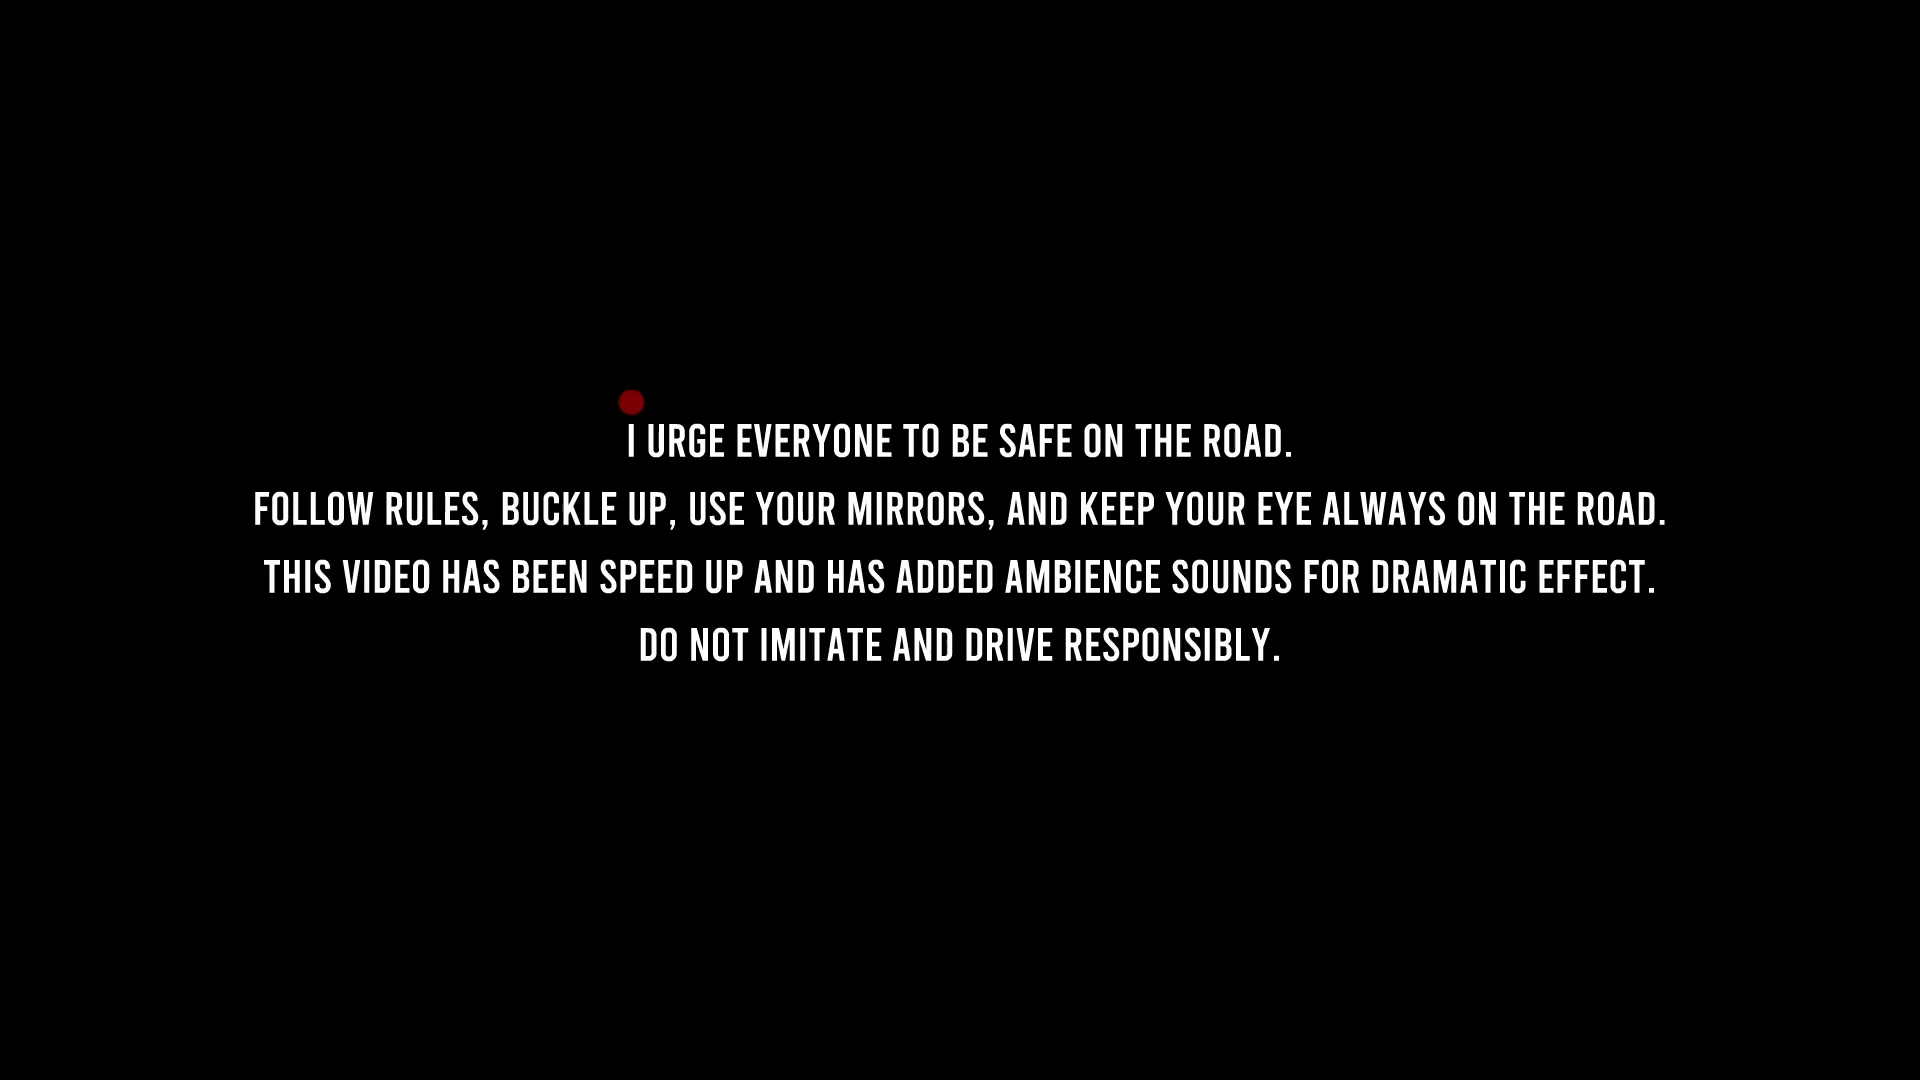 I URGE EVERYONE TO BE SAFE ON THE ROAD.
FOLLOW RULES, BUCKLE UP, USE YOUR MIRRORS, AND KEEP YOUR EYE ALWAYS ON THE ROAD.
THIS VIDEO HAS BEEN SPEED UP AND HAS ADDED AMBIENCE SOUNDS FOR DRAMATIC EFFECT.
DO NOT IMITATE AND DRIVE RESPONSIBLY.